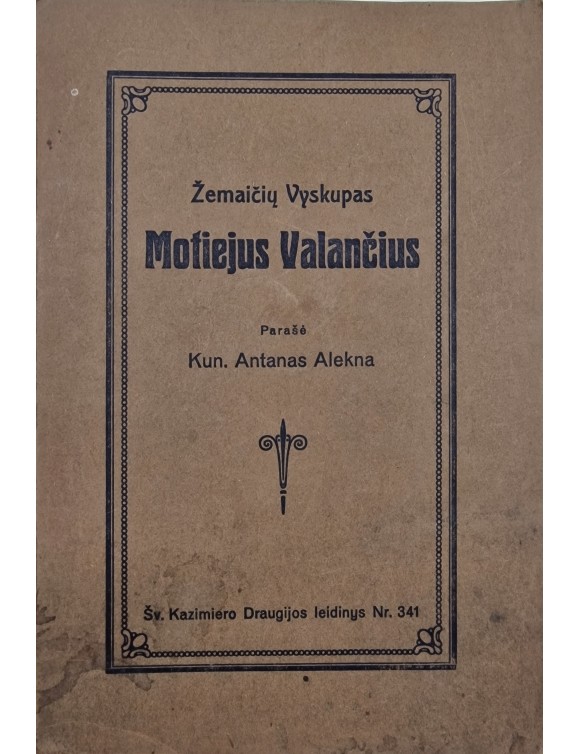 Žemaičių Vyskupas
Motiejus Valančius
Parašė
Kun. Antanas Alekna
Šv. Kazimiero Draugijos leidinys Nr. 341